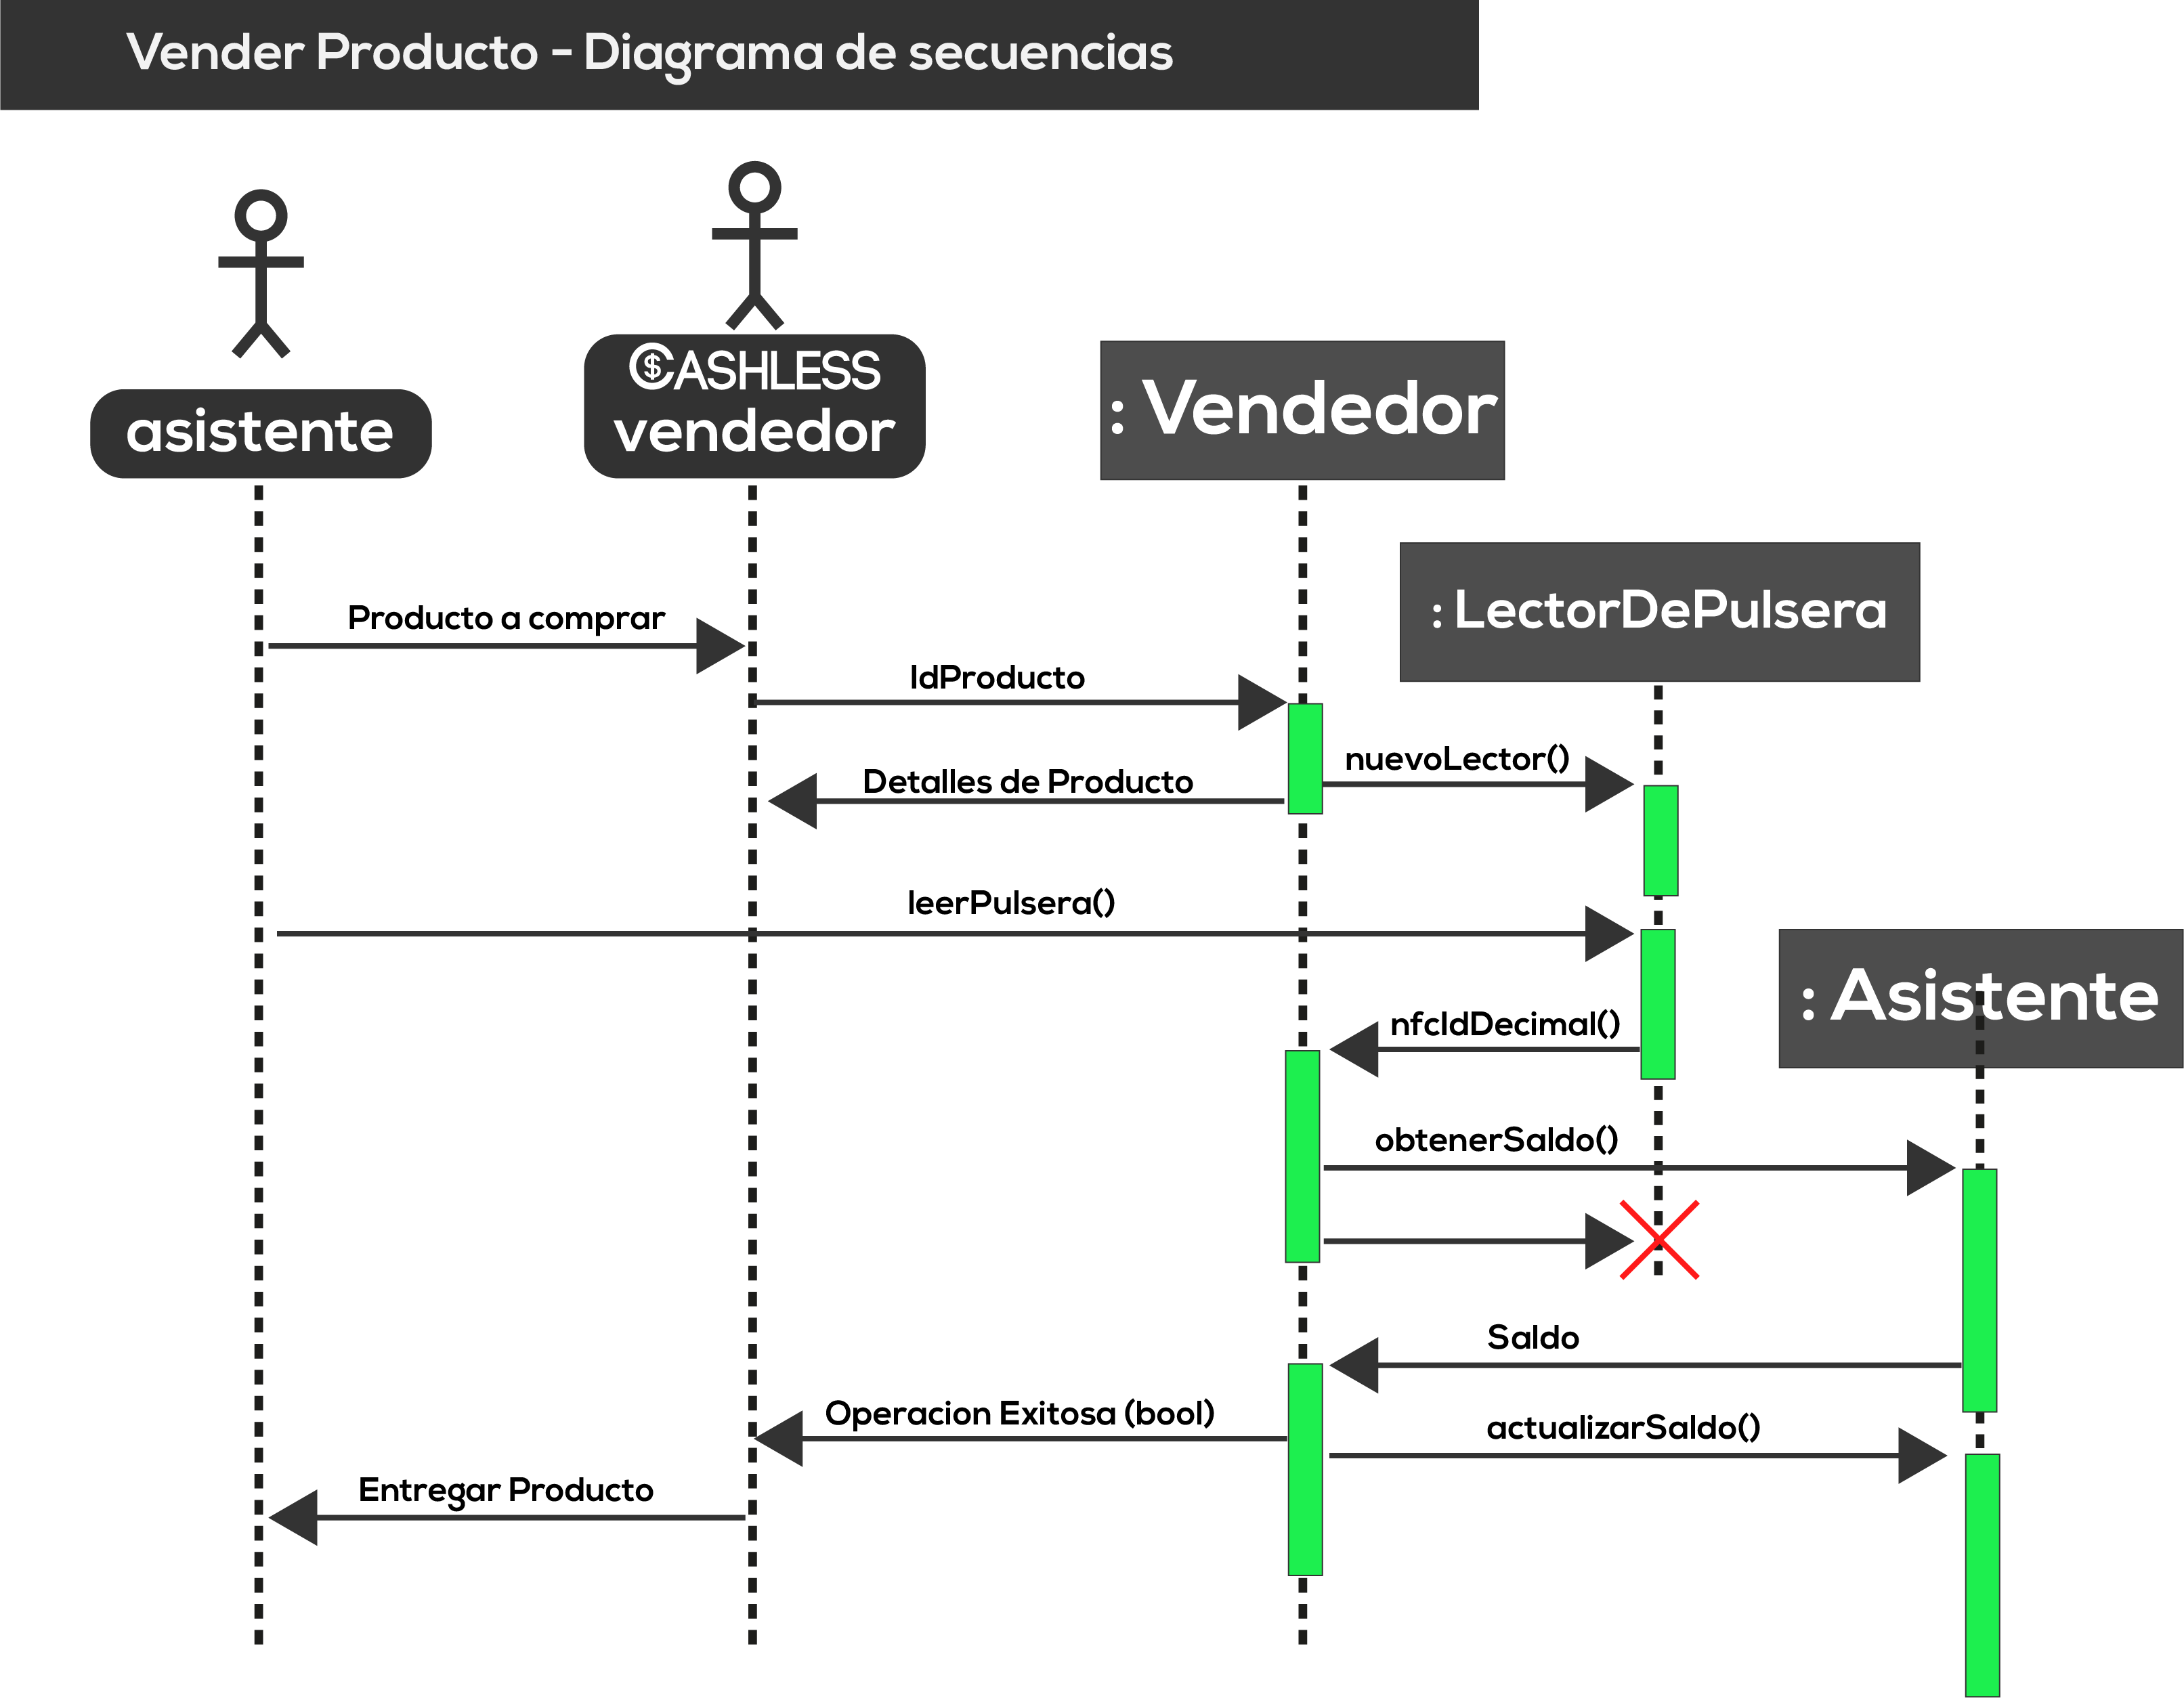 Vender Producto - Diagrama de secuencias
asistente
CASHLESS
vendedor
: Vendedor
: LectorDePulsera
Producto a comprar
IdProducto
nuevoLector()
Detalles de Producto
leerPulsera()
: Asistente
nfcIdDecimal()
obtenerSaldo()
Saldo
Operacion Exitosa (bool)
actualizarSaldo()
Entregar Producto